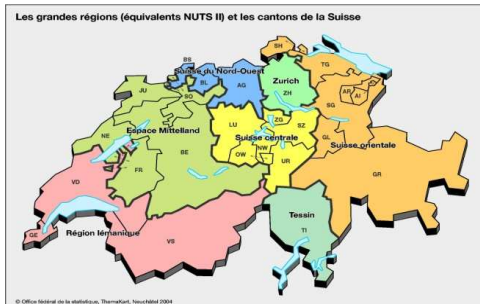 Les grandes régions (équivalents NUTS II) et les cantons de la Suisse
SH
BS
Suisse du Nord-Ouest
BL
AG
Zurich
ZH
TG
JU
SO
AR
AI
SG
Espace Mittelland
LU
ZG
SZ
Suisse centrale
NE
BE
OW
NW
GL
Suisse orientale
UR
FR
VD
GR
Tessin
TI
GE
Région lémanique
VS
© Office fédéral de la statistique, ThemaKart, Neuchâtel 2004